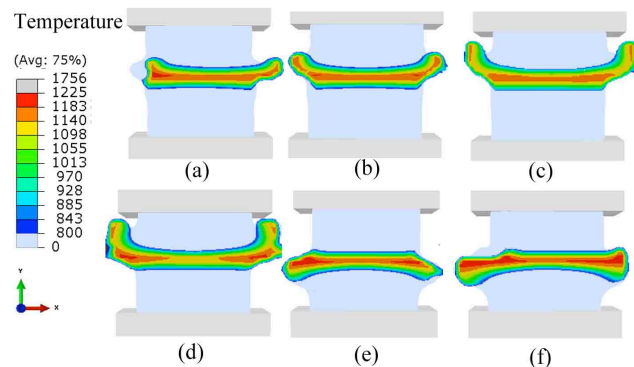 Temperature
(Avg: 75%)
1756
1225
1183
1140
1098
1055
1013
970
928
885
843
800
0
Y
X
(a)
(b)
(c)
(d)
(e)
(f)